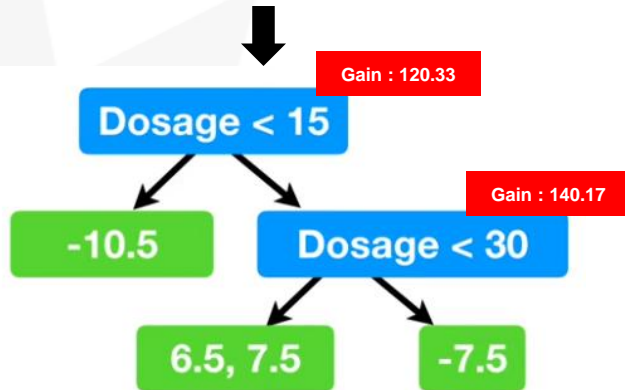 Gain : 120.33
Dosage < 15
Gain : 140.17
-10.5
Dosage < 30
6.5, 7.5
-7.5